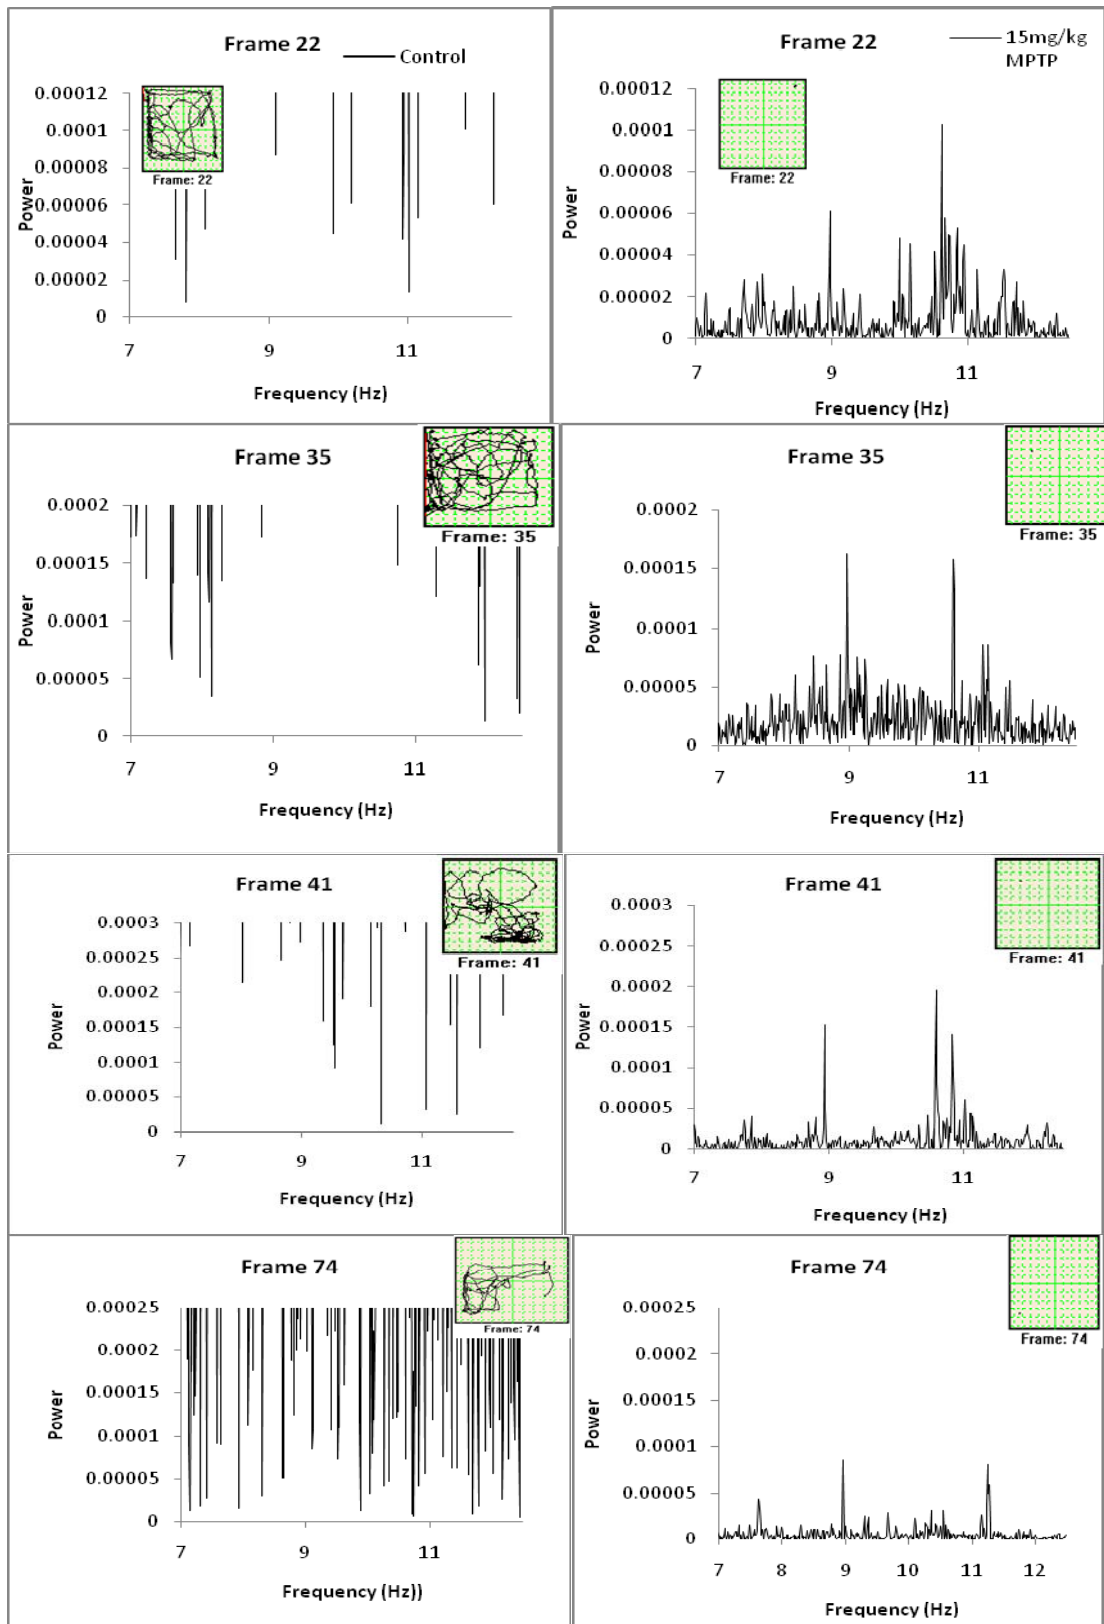 Frame 22
Control
0.00012
0.0001
0.00008
0.00006
0.00004
0.00002
0
Power
Frame: 22
7 9 11
Frequency (Hz)
Frame 22
15mg/kg
MPTP
0.00012
0.0001
0.00008
0.00006
0.00004
0.00002
0
Power
Frame: 22
7 9 11
Frequency (Hz)
Frame 35
0.0002
0.00015
0.0001
0.00005
0
Power
Frame: 35
7 9 11
Frequency (Hz)
Frame 35
0.0002
0.00015
0.0001
0.00005
0
Power
Frame: 35
7 9 11
Frequency (Hz)
Frame 41
0.0003
0.00025
0.0002
0.00015
0.0001
0.00005
0
Power
Frame: 41
7 9 11
Frequency (Hz)
Frame 41
0.0003
0.00025
0.0002
0.00015
0.0001
0.00005
0
Power
Frame: 41
7 9 11
Frequency (Hz)
Frame 74
0.00025
0.0002
0.00015
0.0001
0.00005
0
Power
Frame: 74
7 9 11
Frequency (Hz))
Frame 74
0.00025
0.0002
0.00015
0.0001
0.00005
0
Power
Frame: 74
7 8 9 10 11 12
Frequency (Hz)